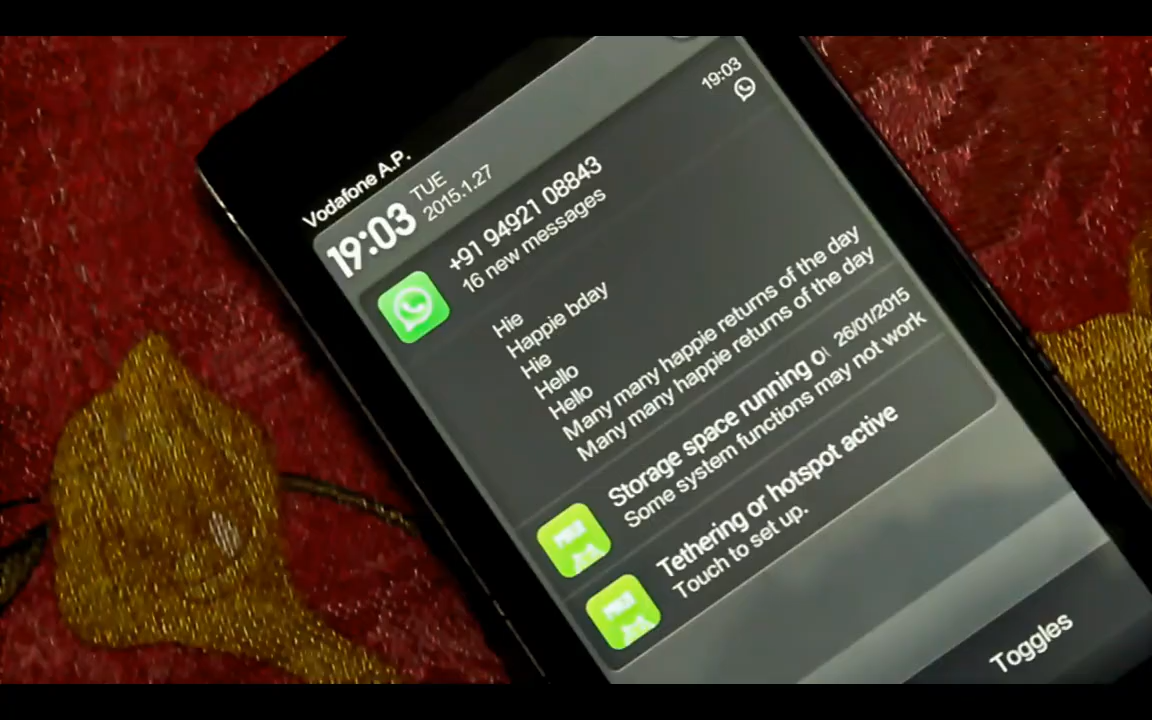 Vodafone A.P.
19:03
TUE
2015.1.27
+91 94921 08843
19:03
16 new messages
Hie
Happie bday
Hie
Hello
Hello
Many many happie returns of the day
Many many happie returns of the day
Storage space running o
26/01/2015
Some system functions may not work
Tethering or hotspot active
Touch to set up.
Toggles